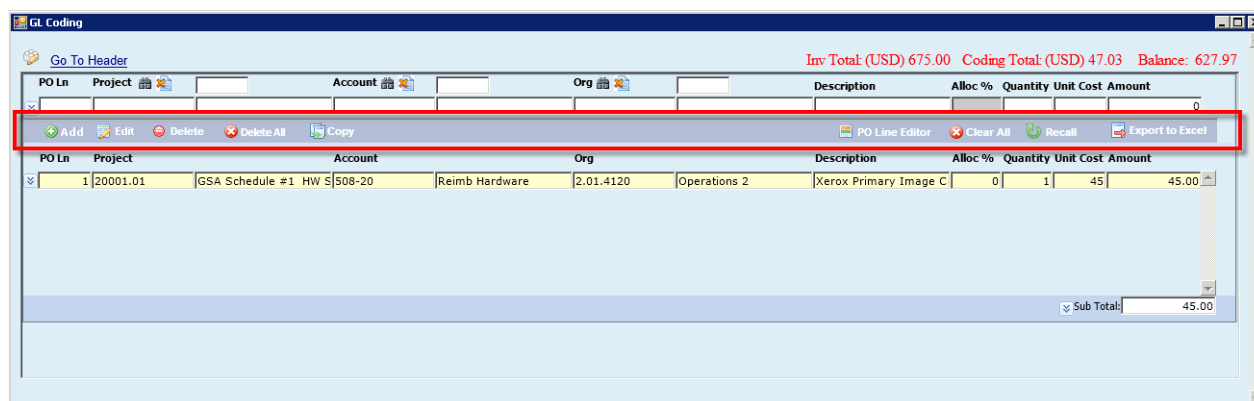 GL Coding
Go To Header Inv Total: (USD) 675.00 Coding Total: (USD) 47.03 Balance: 627.97
PO Ln Project Account Org Description Alloc % Quantity Unit Cost Amount
0
Add Edit Delete Delete All Copy PO Line Editor Clear All Recall Export to Excel
PO Ln Project Account Org Description Alloc % Quantity Unit Cost Amount
1 20001.01 GSA Schedule #1 HW S 508-20 Reimb Hardware 2.01.4120 Operations 2 Xerox Primary Image C 0 1 45 45.00
Sub Total: 45.00